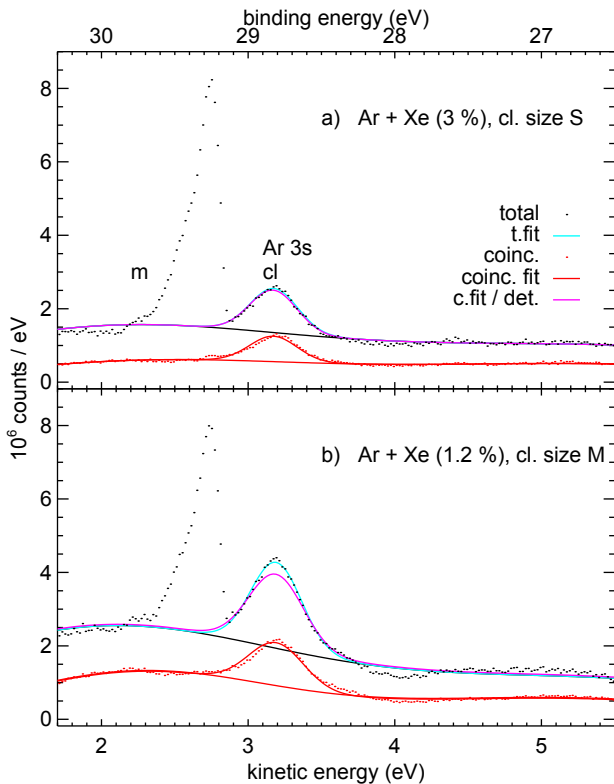 binding energy (eV)
30 29 28 27
8
6
4
2
0
a) Ar + Xe (3 %), cl. size S
total
t.fit
coinc.
coinc. fit
c.fit / det.
m
Ar 3s
cl
10⁶ counts / eV
8
6
4
2
0
b) Ar + Xe (1.2 %), cl. size M
2 3 4 5
kinetic energy (eV)